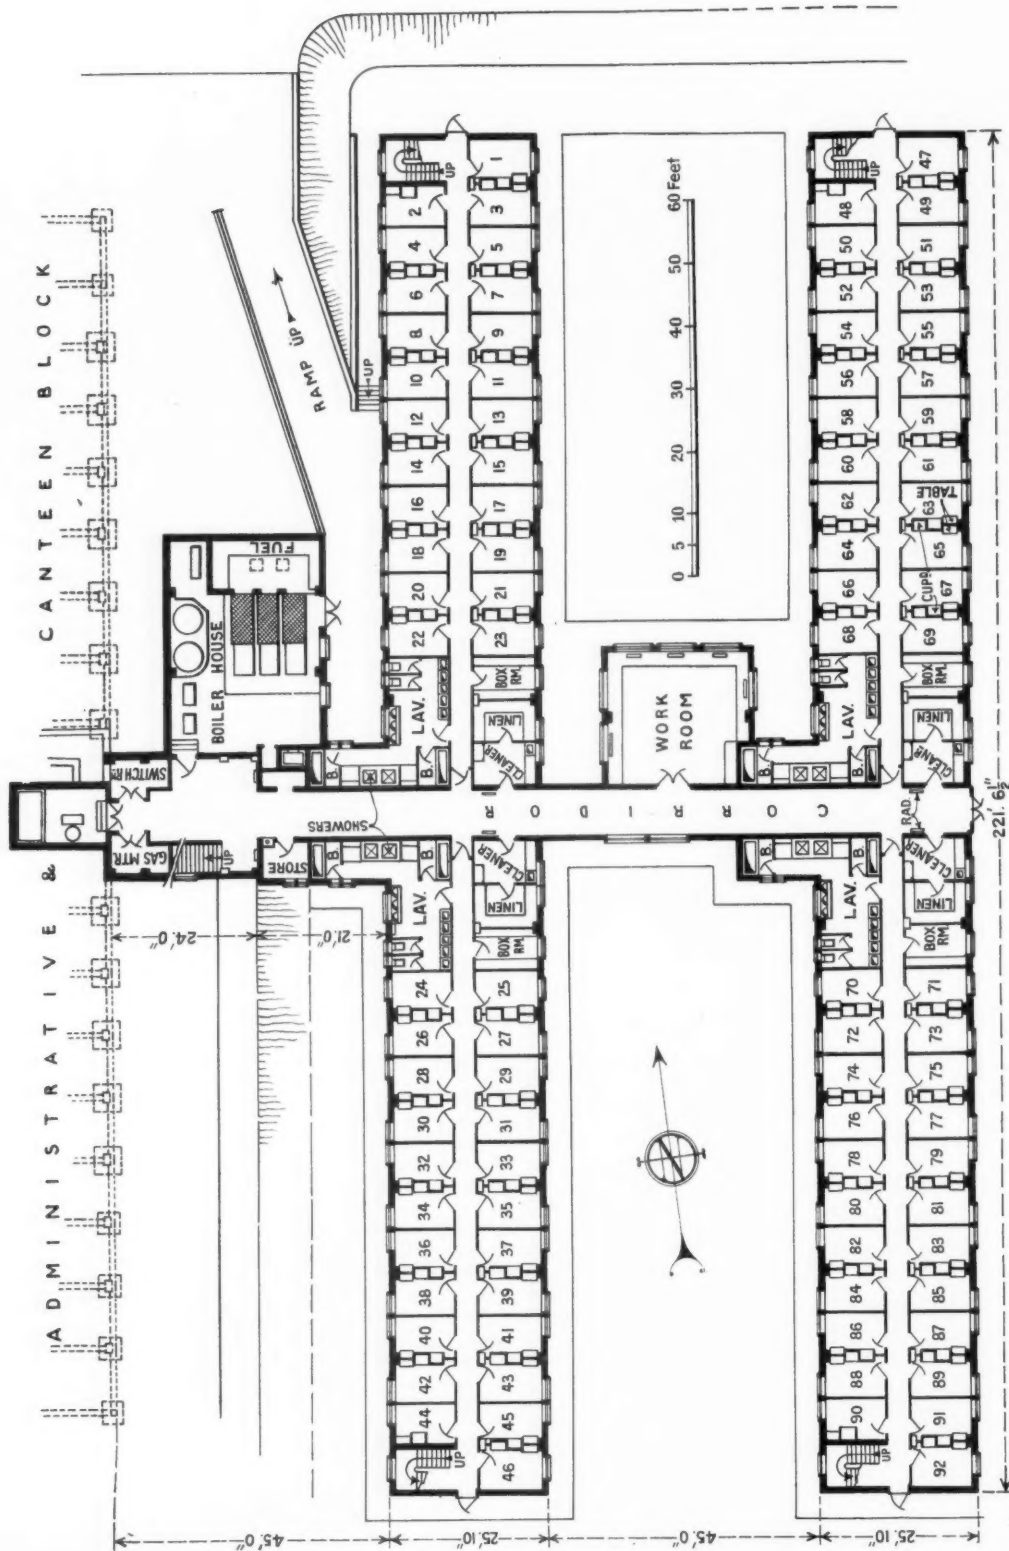 ADMINISTRATIVE & CANTEEN BLOCK
GAS MTR.
SWITCH RM.
BOILER HOUSE
FUEL
RAMP UP
UP
UP
STORE
SHOWERS
24'.0"
21'.0"
45'.0"
25'.10"
45'.0"
25'.10"
46 44 42 40 38 36 34 32 30 28 26 24
LAV.
B.
B.
B.
B.
LAV.
22 20 18 16 14 12 10 8 6 4 2
UP
UP
45 43 41 39 37 35 33 31 29 27 25
BOX RM.
LINEN
CLEANER
CLEANER
LINEN
BOX RM.
23 21 19 17 15 13 11 9 7 5 3 1
CORRIDOR
WORK ROOM
0 5 10 20 30 40 50 60 Feet
90 88 86 84 82 80 78 76 74 72 70
LAV.
B.
B.
B.
B.
LAV.
68 66 64 62 60 58 56 54 52 50 48
UP
UP
92 91 89 87 85 83 81 79 77 75 73 71
BOX RM.
LINEN
CLEANER
RAD.
CLEANR.
LINEN
BOX RM.
69 67 65 63 61 59 57 55 53 51 49 47
CUPD.
TABLE
221'. 6½"